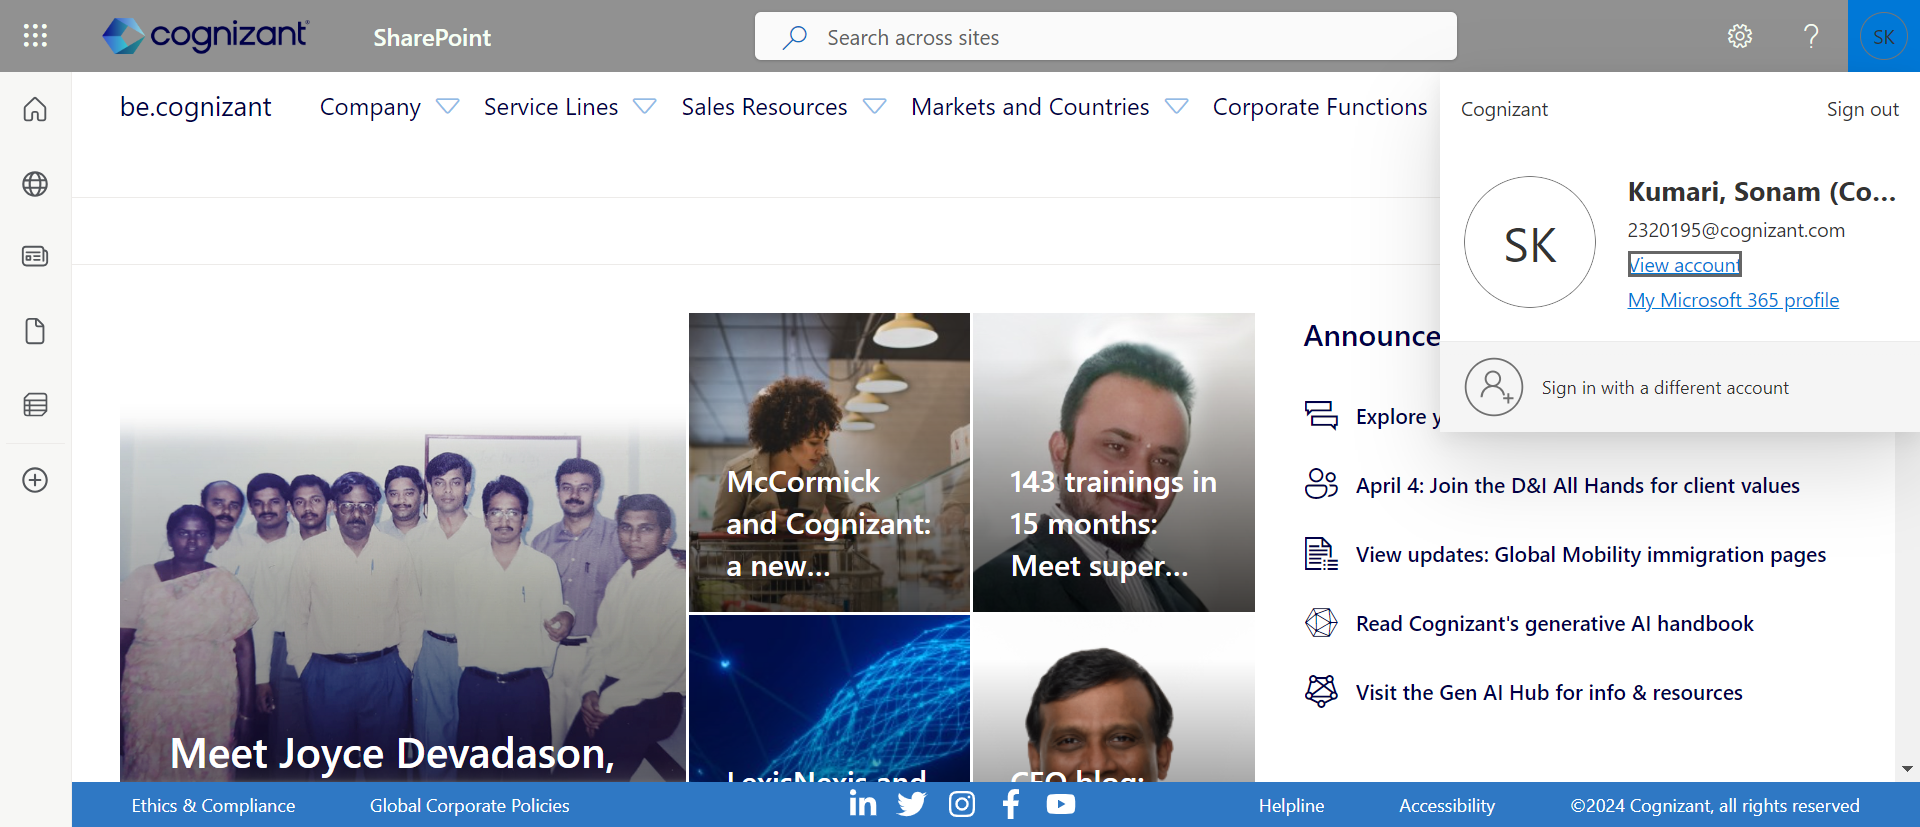 cognizant
SharePoint
Search across sites
?
SK
be.cognizant
Company
Service Lines
Sales Resources
Markets and Countries
Corporate Functions
Cognizant
Sign out
SK
Kumari, Sonam (Co...
2320195@cognizant.com
View account
My Microsoft 365 profile
Sign in with a different account
Meet Joyce Devadason,
McCormick
and Cognizant:
a new...
143 trainings in
15 months:
Meet super...
LexisNexis and
CFO blog:
Announce
Explore y
April 4: Join the D&I All Hands for client values
View updates: Global Mobility immigration pages
Read Cognizant's generative AI handbook
Visit the Gen AI Hub for info & resources
Ethics & Compliance
Global Corporate Policies
Helpline
Accessibility
©2024 Cognizant, all rights reserved